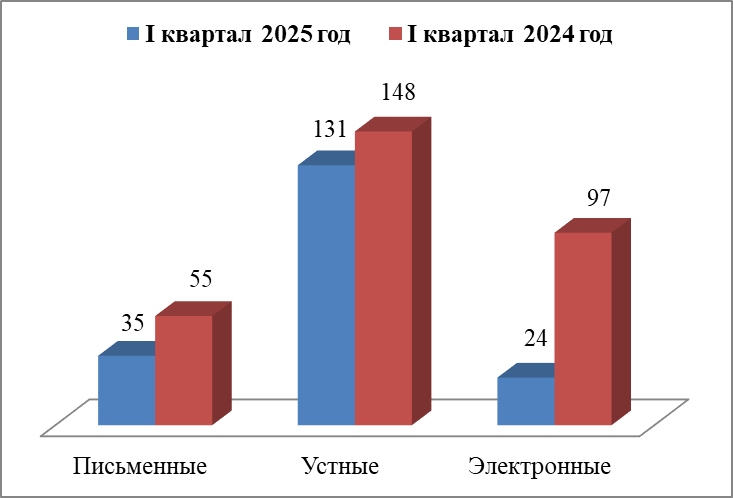 I квартал 2025 год
I квартал 2024 год
148
131
97
55
35
24
Письменные
Устные
Электронные